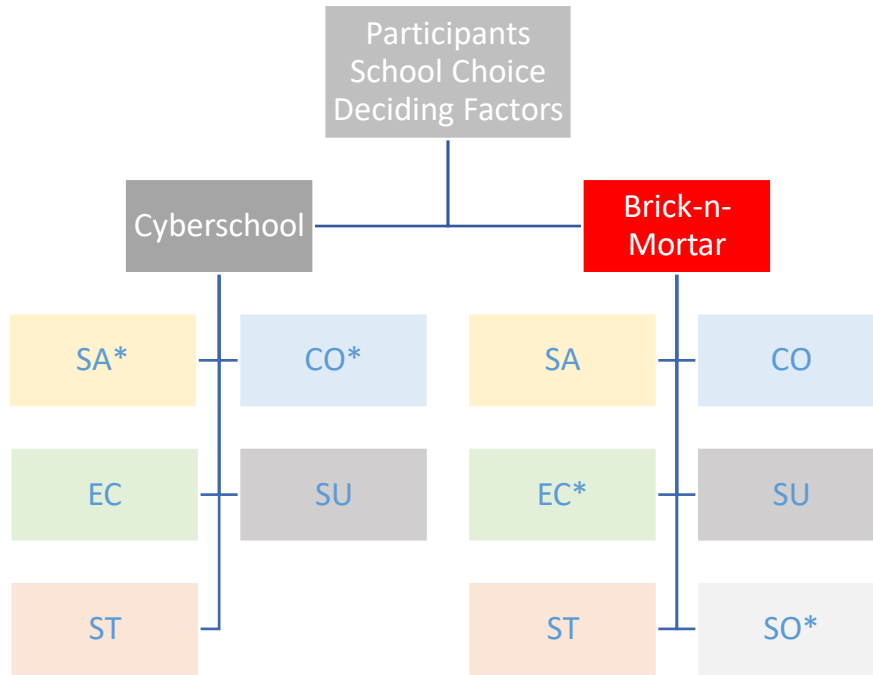 Participants
School Choice
Deciding Factors
Cyberschool
Brick-n-
Mortar
SA*
CO*
SA
CO
EC
SU
EC*
SU
ST
ST
SO*